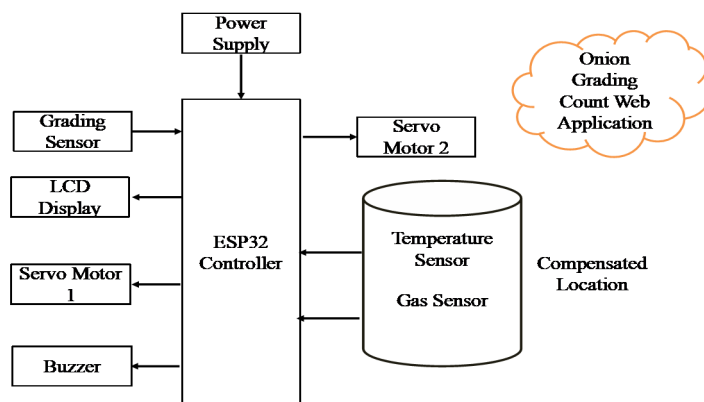 Power
Supply
Onion
Grading
Count Web
Application
Grading
Sensor
Servo
Motor 2
LCD
Display
ESP32
Controller
Temperature
Sensor
Gas Sensor
Compensated
Location
Servo Motor
1
Buzzer